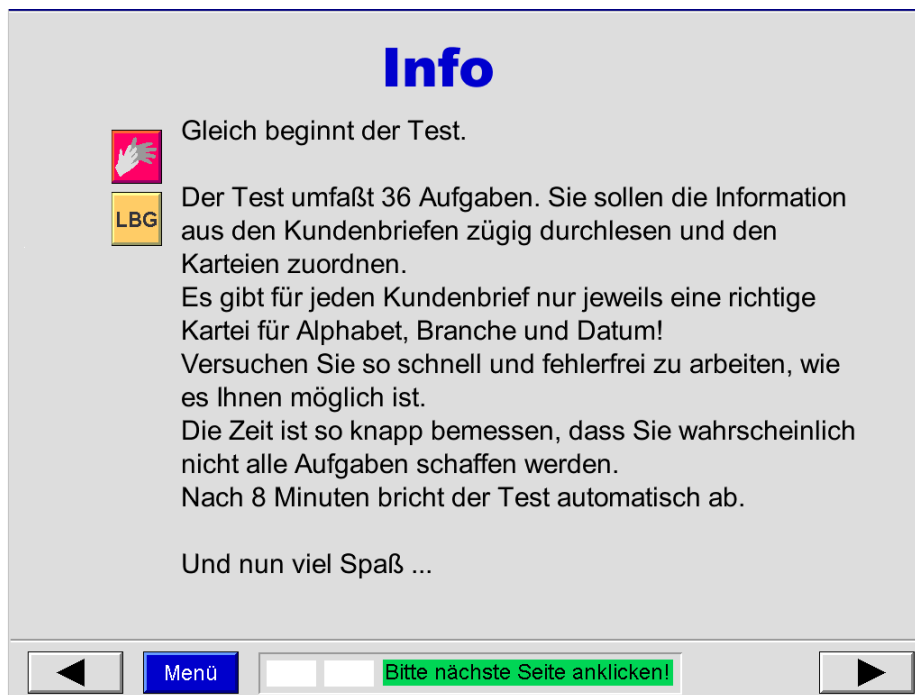 Info
Gleich beginnt der Test.
LBG
Der Test umfaßt 36 Aufgaben. Sie sollen die Information
aus den Kundenbriefen zügig durchlesen und den
Karteien zuordnen.
Es gibt für jeden Kundenbrief nur jeweils eine richtige
Kartei für Alphabet, Branche und Datum!
Versuchen Sie so schnell und fehlerfrei zu arbeiten, wie
es Ihnen möglich ist.
Die Zeit ist so knapp bemessen, dass Sie wahrscheinlich
nicht alle Aufgaben schaffen werden.
Nach 8 Minuten bricht der Test automatisch ab.
Und nun viel Spaß ...
Menü
Bitte nächste Seite anklicken!